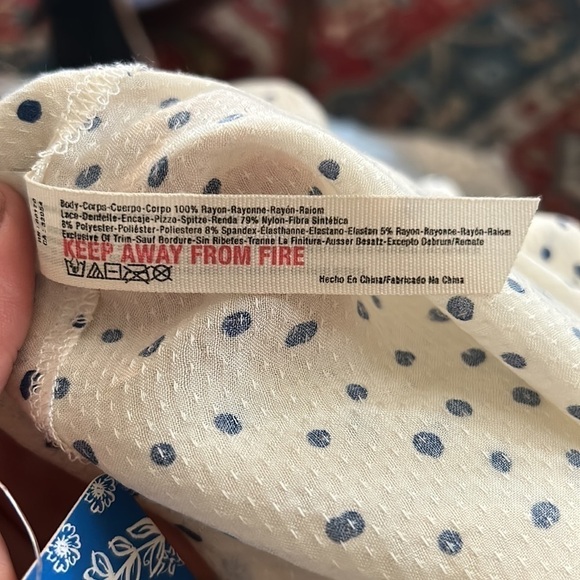 Body-Corps-Cuerpo-Corpo 100% Rayon-Rayonne-Rayón-Raiom
Lace-Dentelle-Encaje-Pizzo-Spitze-Renda 79% Nylon-Fibra Sintética
8% Polyester-Poliéster-Poliestere 8% Spandex-Élasthanne-Elastano-Elastan 5% Rayon-Rayonne-Rayón-Raiom
Exclusive Of Trim-Sauf Bordure-Sin Ribetes-Tranne La Finitura-Ausser Besatz-Excepto Debrum/Remate
KEEP AWAY FROM FIRE
Hecho En China/Fabricado Na China